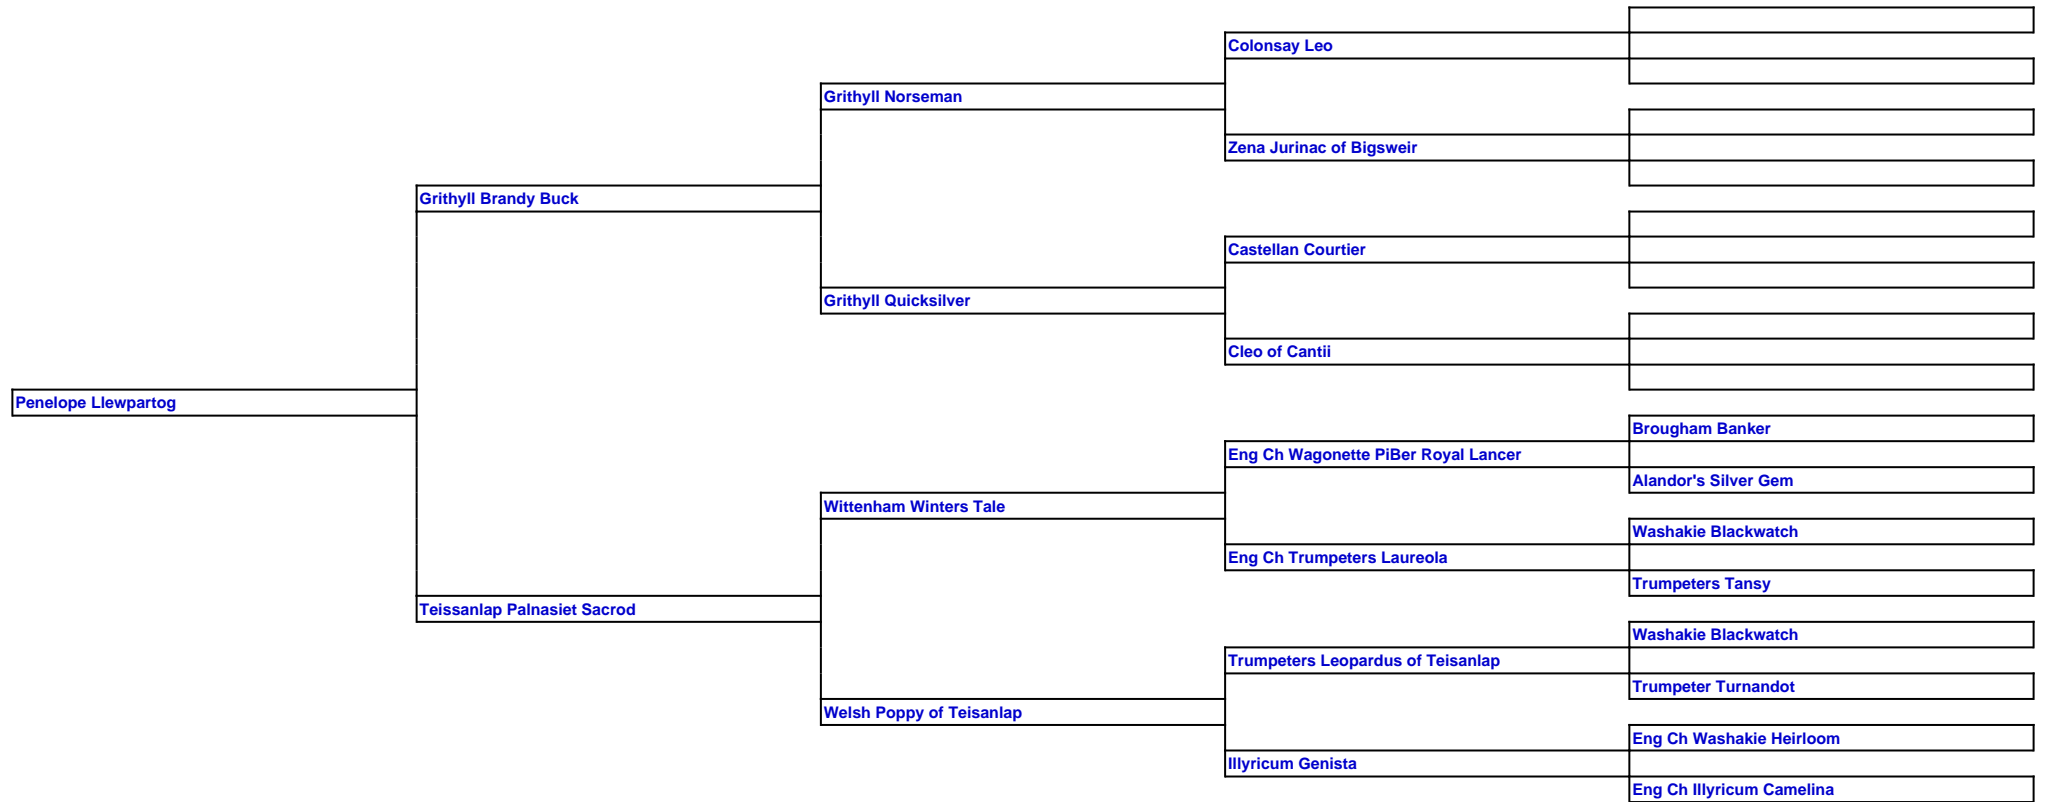 Colonsay Leo
Grithyll Norseman
Zena Jurinac of Bigsweir
Grithyll Brandy Buck
Castellan Courtier
Grithyll Quicksilver
Cleo of Cantii
Penelope Llewpartog
Brougham Banker
Eng Ch Wagonette PiBer Royal Lancer
Alandor's Silver Gem
Wittenham Winters Tale
Washakie Blackwatch
Eng Ch Trumpeters Laureola
Trumpeters Tansy
Teissanlap Palnasiet Sacrod
Washakie Blackwatch
Trumpeters Leopardus of Teisanlap
Trumpeter Turnandot
Welsh Poppy of Teisanlap
Eng Ch Washakie Heirloom
Illyricum Genista
Eng Ch Illyricum Camelina